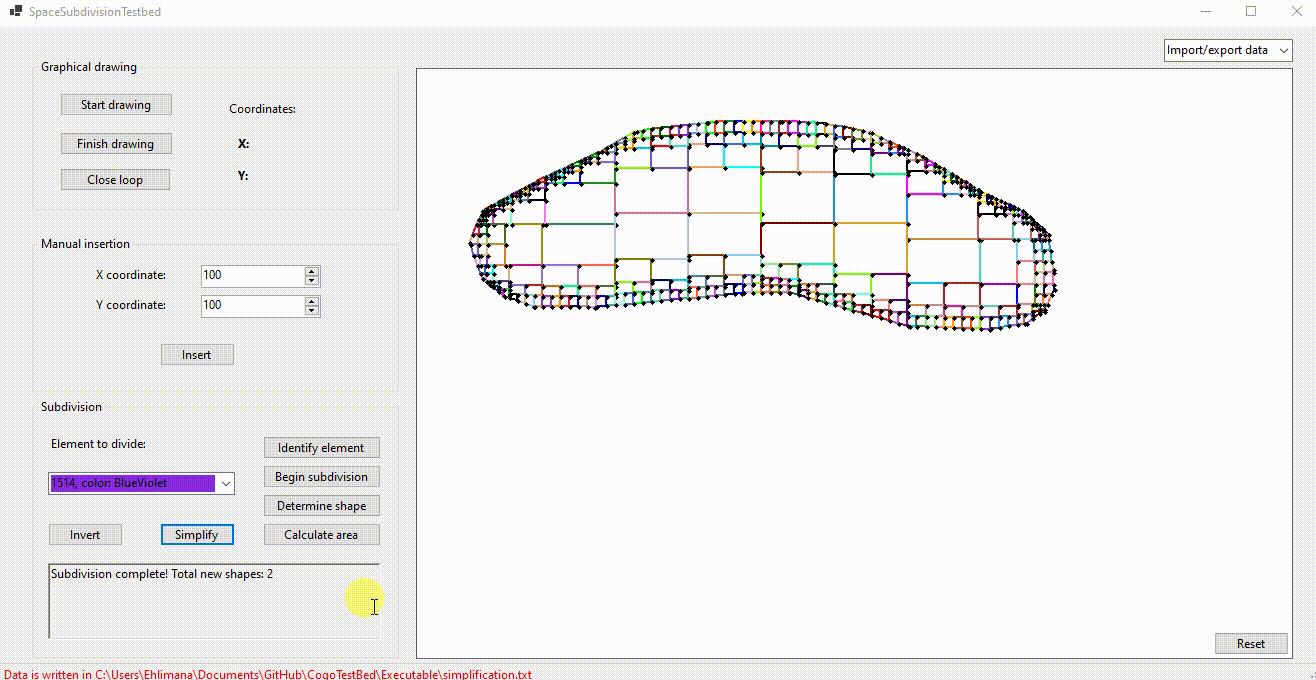 SpaceSubdivisionTestbed
Import/export data
Graphical drawing
Start drawing
Coordinates:
Finish drawing
X:
Close loop
Y:
Manual insertion
X coordinate:
100
Y coordinate:
100
Insert
Subdivision
Element to divide:
Identify element
1514, color: BlueViolet
Begin subdivision
Determine shape
Invert
Simplify
Calculate area
Subdivision complete! Total new shapes: 2
Reset
Data is written in C:\Users\Ehlimana\Documents\GitHub\CogoTestBed\Executable\simplification.txt